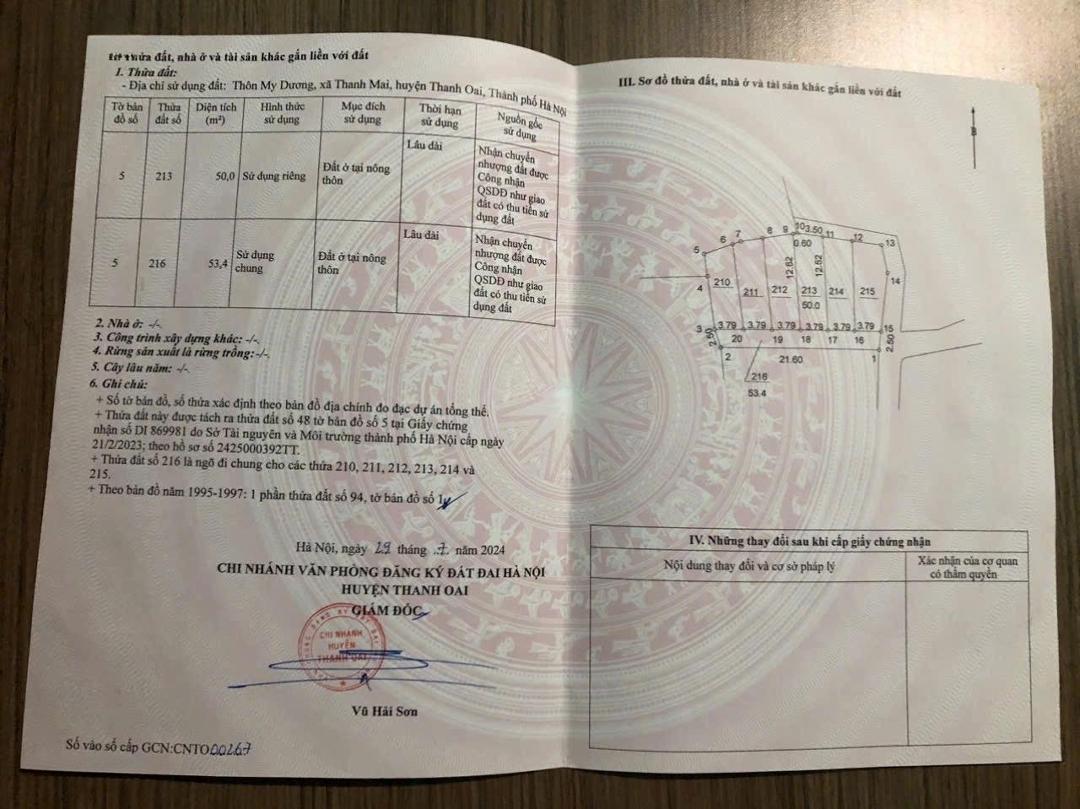 thửa đất, nhà ở và tài sản khác gắn liền với đất
1. Thửa đất:
- Địa chỉ sử dụng đất: Thôn My Dương, xã Thanh Mai, huyện Thanh Oai, Thành phố Hà Nội
Tờ bản đồ số
Thửa đất số
Diện tích (m²)
Hình thức sử dụng
Mục đích sử dụng
Thời hạn sử dụng
Nguồn gốc sử dụng
5
213
50,0
Sử dụng riêng
Đất ở tại nông thôn
Lâu dài
Nhận chuyển
nhượng đất được
Công nhận
QSDĐ như giao
đất có thu tiền sử
dụng đất
5
216
53,4
Sử dụng
chung
Đất ở tại nông
thôn
Lâu dài
Nhận chuyển
nhượng đất được
Công nhận
QSDĐ như giao
đất có thu tiền sử
dụng đất
2. Nhà ở: -/-.
3. Công trình xây dựng khác: -/-.
4. Rừng sản xuất là rừng trồng:-/-.
5. Cây lâu năm: -/-.
6. Ghi chú:
+ Số tờ bản đồ, số thửa xác định theo bản đồ địa chính đo đạc dự án tổng thể.
+ Thửa đất này được tách ra thửa đất số 48 tờ bản đồ số 5 tại Giấy chứng
nhận số DI 869981 do Sở Tài nguyên và Môi trường thành phố Hà Nội cấp ngày
21/2/2023; theo hồ sơ số 2425000392TT.
+ Thửa đất số 216 là ngõ đi chung cho các thửa 210, 211, 212, 213, 214 và
215.
+ Theo bản đồ năm 1995-1997: 1 phần thửa đất số 94, tờ bản đồ số 1
Hà Nội, ngày 29 tháng .7. năm 2024
CHI NHÁNH VĂN PHÒNG ĐĂNG KÝ ĐẤT ĐAI HÀ NỘI
HUYỆN THANH OAI
GIÁM ĐỐC
CHI NHÁNH
HUYỆN
THANH OAI
Vũ Hải Sơn
Số vào sổ cấp GCN:CNTO00267
III. Sơ đồ thửa đất, nhà ở và tài sản khác gắn liền với đất
B
5
6
7
8
9
10
3.50
11
12
13
0.60
14
4
210
211
212
12.62
213
50.0
12.62
214
215
3
3.79
3.79
3.79
3.79
3.79
3.79
15
2.50
2
20
19
18
17
16
1
2.50
21.60
216
53.4
IV. Những thay đổi sau khi cấp giấy chứng nhận
Nội dung thay đổi và cơ sở pháp lý
Xác nhận của cơ quan
có thẩm quyền